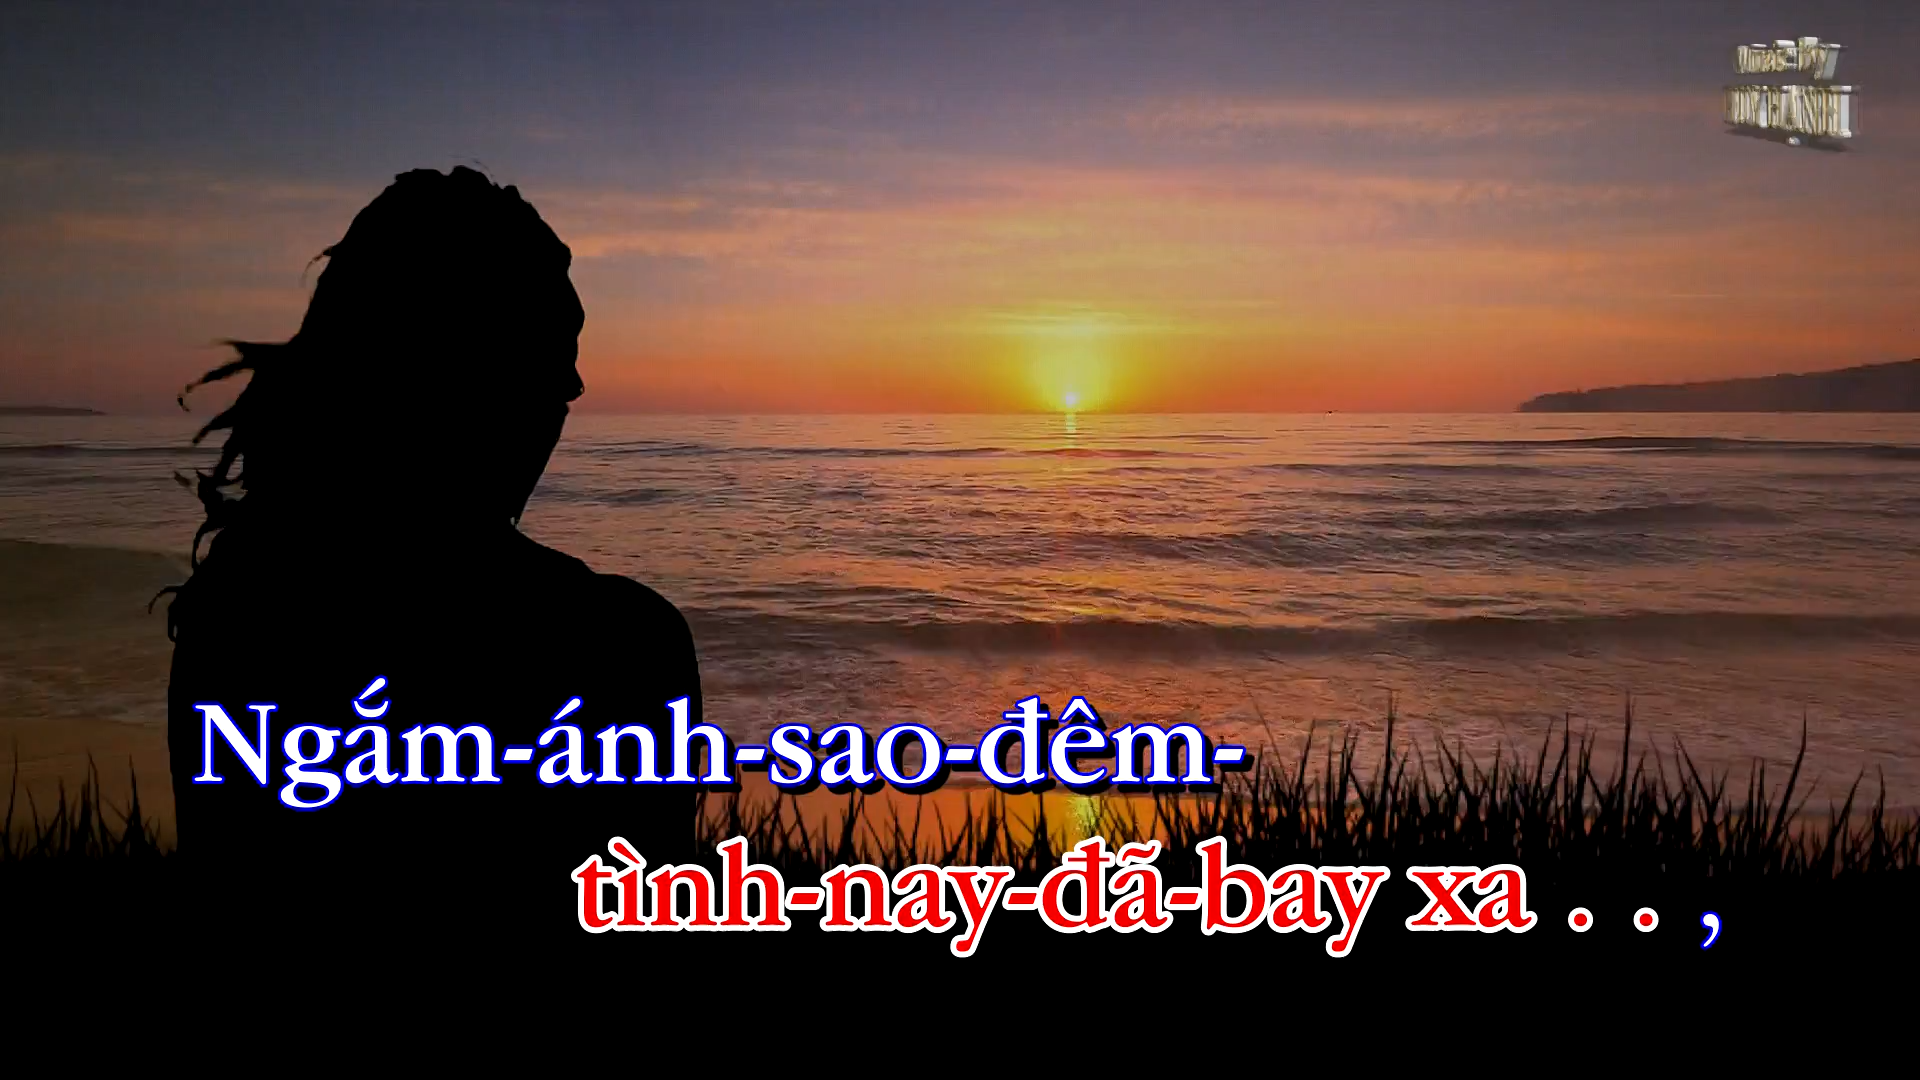 Ngắm-ánh-sao-đêm-
tình-nay-đã-bay xa . . ,